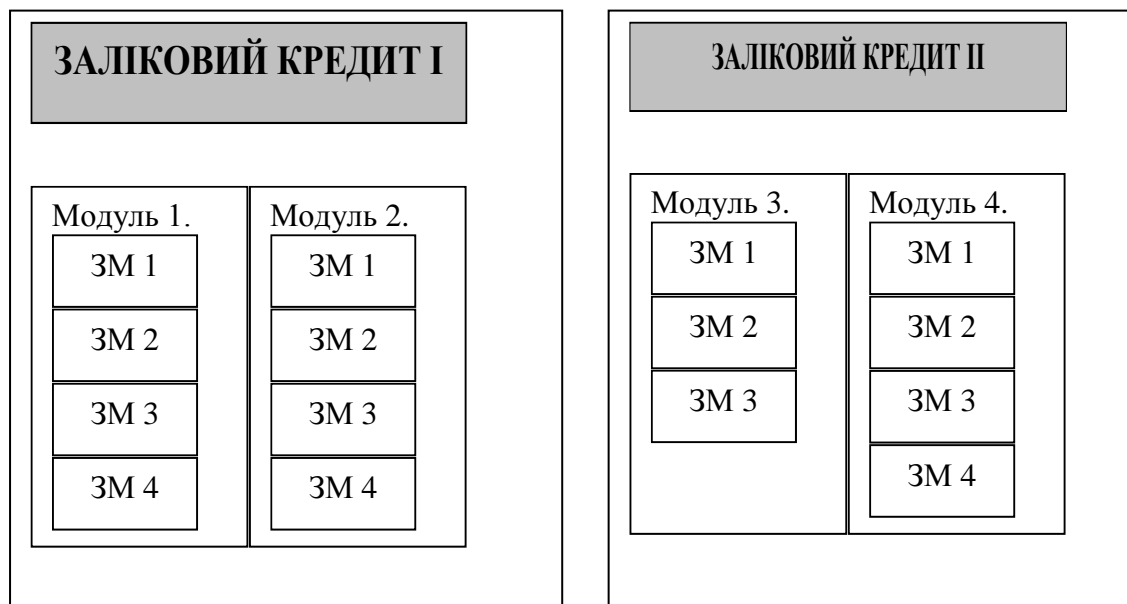 ЗАЛІКОВИЙ КРЕДИТ І
Модуль 1.
ЗМ 1
ЗМ 2
ЗМ 3
ЗМ 4
Модуль 2.
ЗМ 1
ЗМ 2
ЗМ 3
ЗМ 4
ЗАЛІКОВИЙ КРЕДИТ ІІ
Модуль 3.
ЗМ 1
ЗМ 2
ЗМ 3
Модуль 4.
ЗМ 1
ЗМ 2
ЗМ 3
ЗМ 4